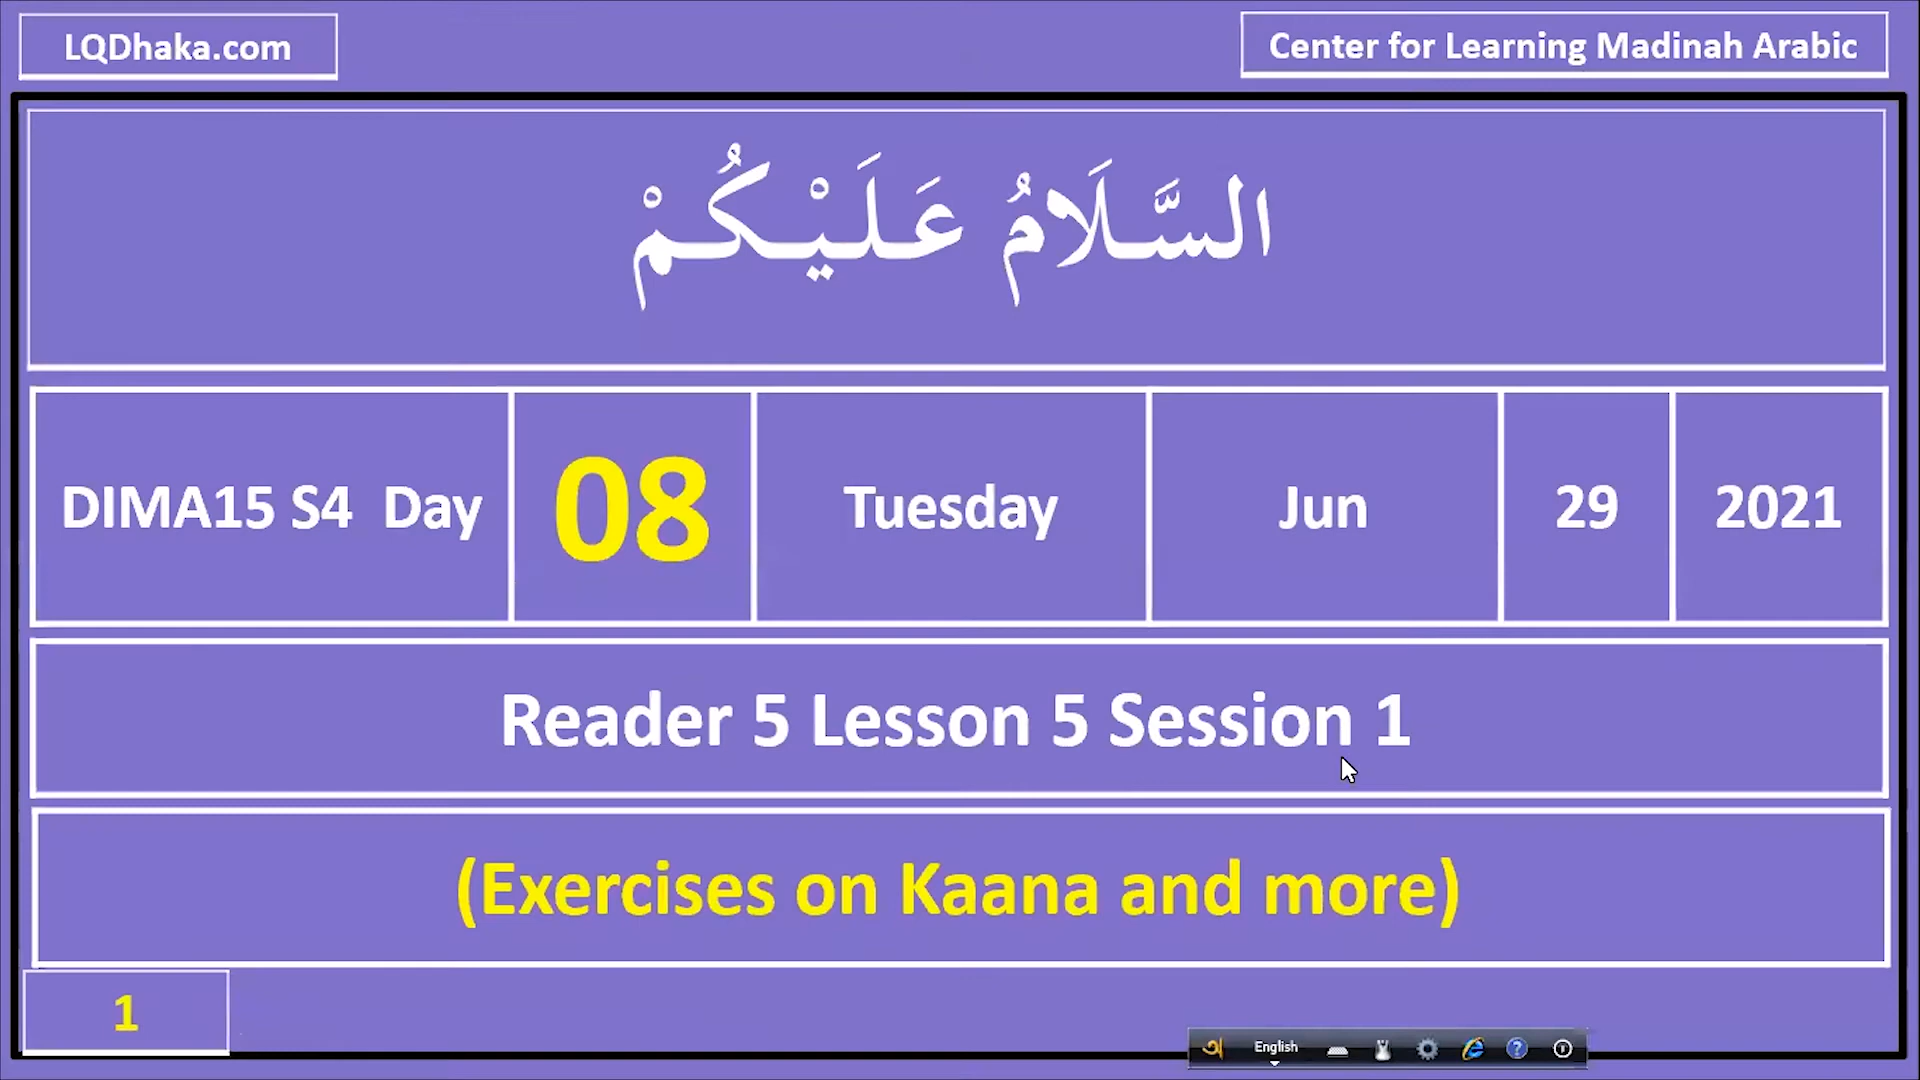 LQDhaka.com
Center for Learning Madinah Arabic
السَّلَامُ عَلَيْكُمْ
DIMA15 S4 Day 08 Tuesday Jun 29 2021
Reader 5 Lesson 5 Session 1
(Exercises on Kaana and more)
1
English